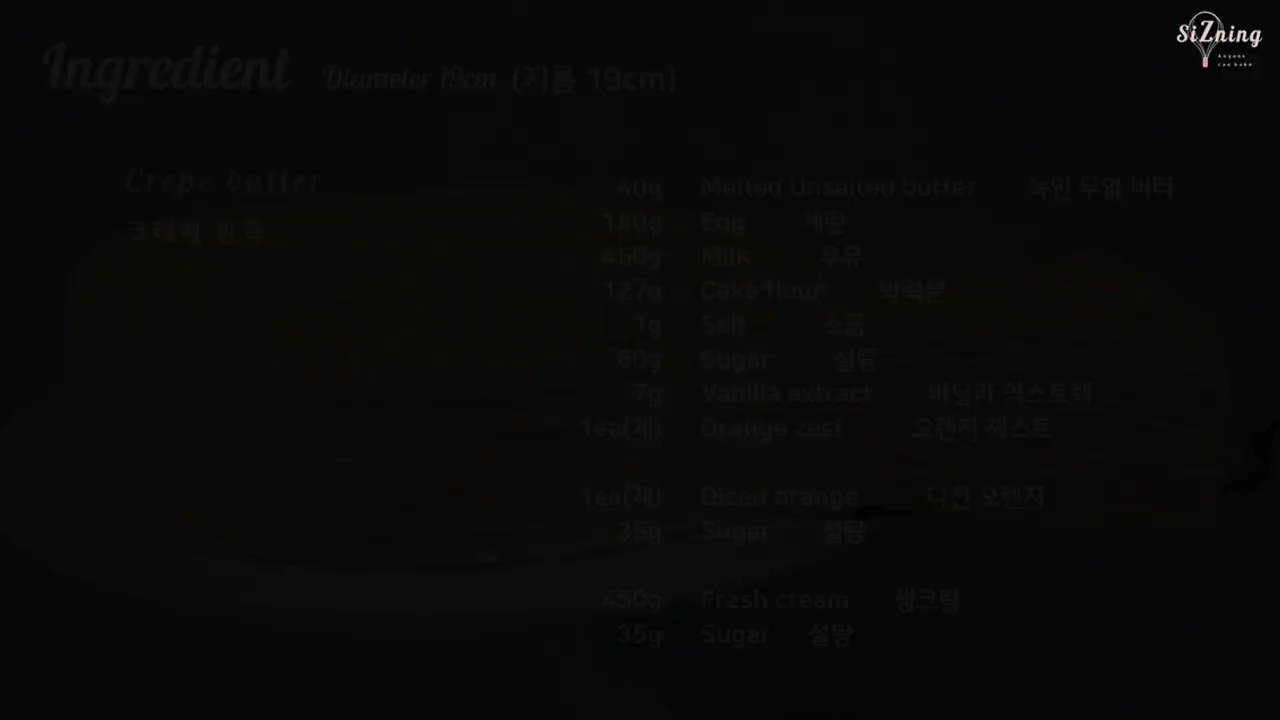 SiZning
Anyone
can bake
Ingredient Diameter 19cm (지름 19cm)
Crepe batter
크레페 반죽
40g Melted Unsalted butter 녹인 무염 버터
180g Egg 계란
450g Milk 우유
127g Cake flour 박력분
1g Salt 소금
60g Sugar 설탕
7g Vanilla extract 바닐라 익스트랙
1ea(개) Orange zest 오렌지 제스트
1ea(개) Diced orange 다진 오렌지
35g Sugar 설탕
450g Fresh cream 생크림
35g Sugar 설탕